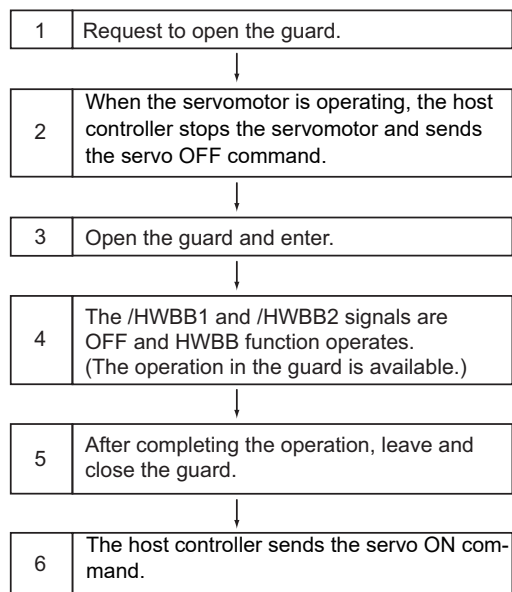 1
Request to open the guard.
2
When the servomotor is operating, the host
controller stops the servomotor and sends
the servo OFF command.
3
Open the guard and enter.
4
The /HWBB1 and /HWBB2 signals are
OFF and HWBB function operates.
(The operation in the guard is available.)
5
After completing the operation, leave and
close the guard.
6
The host controller sends the servo ON com-
mand.